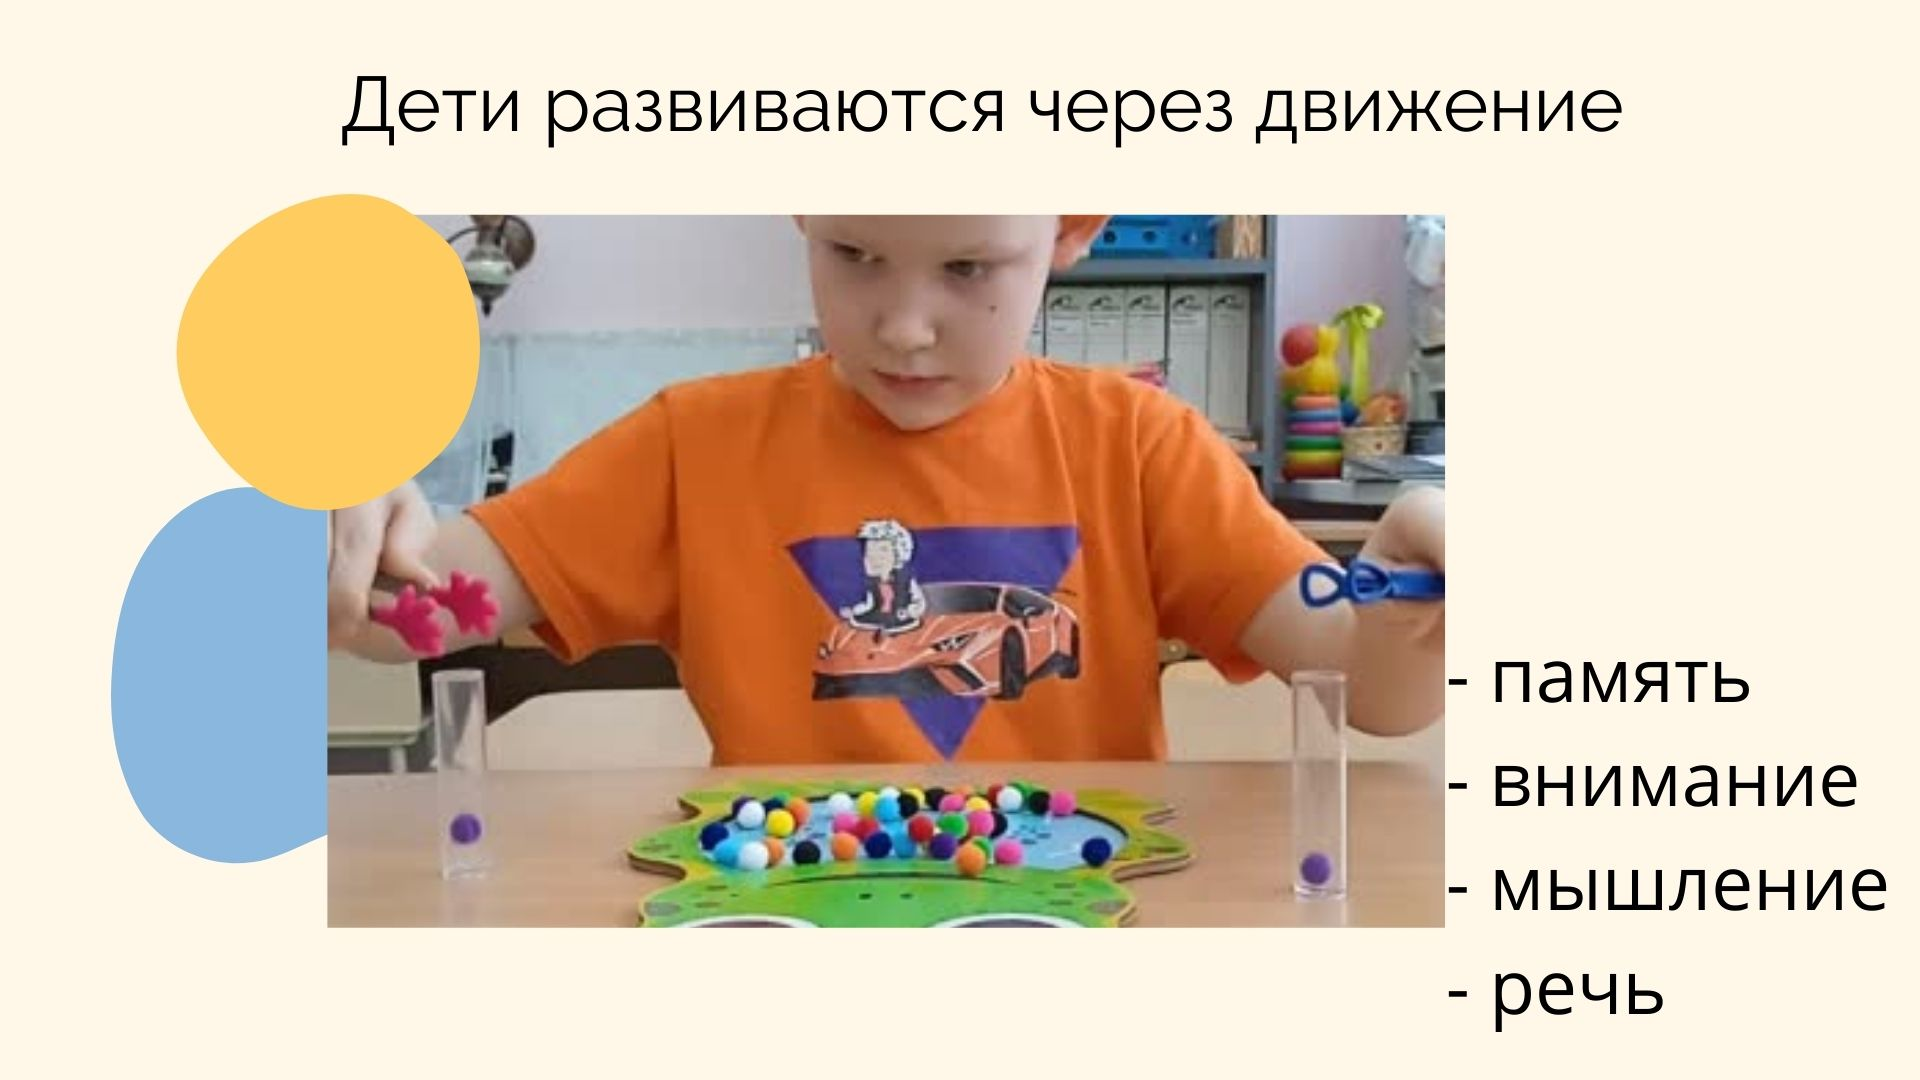 Дети развиваются через движение
- память
- внимание
- мышление
- речь